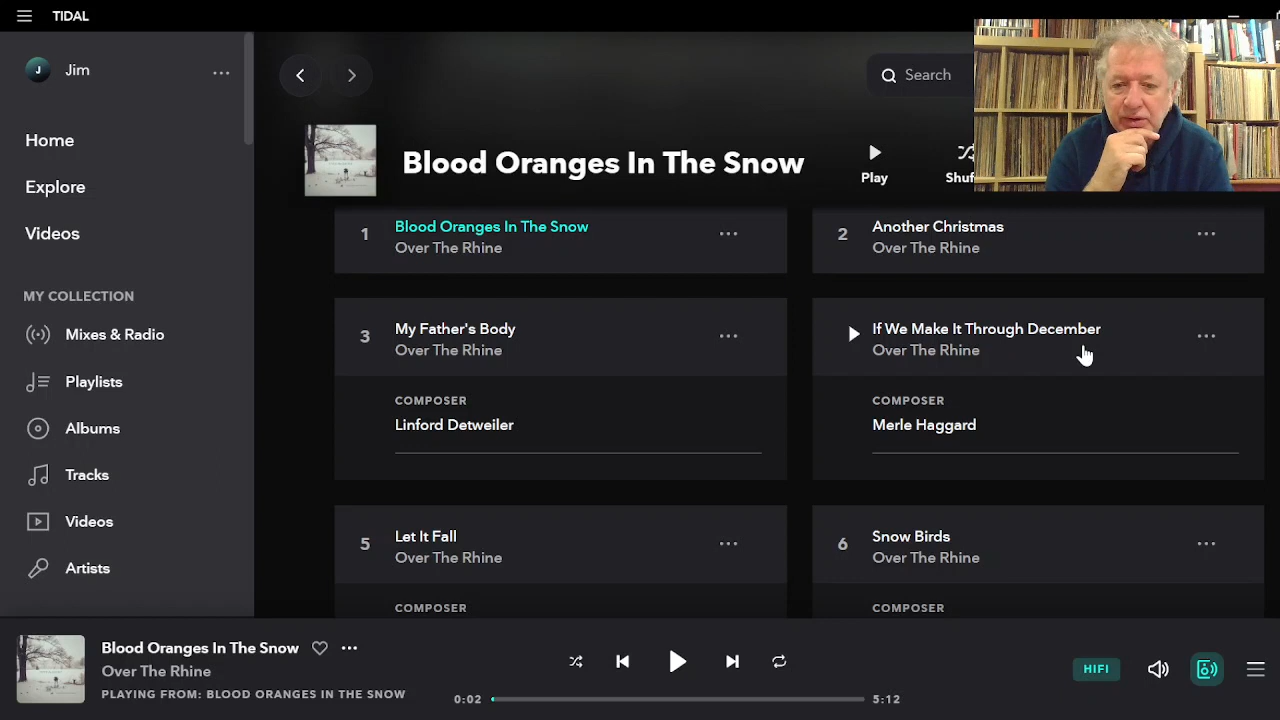 TIDAL
J
Jim
Search
Home
Explore
Videos
MY COLLECTION
Mixes & Radio
Playlists
Albums
Tracks
Videos
Artists
Blood Oranges In The Snow
Play
Shuf
1
Blood Oranges In The Snow
Over The Rhine
2
Another Christmas
Over The Rhine
3
My Father's Body
Over The Rhine
COMPOSER
Linford Detweiler
If We Make It Through December
Over The Rhine
COMPOSER
Merle Haggard
5
Let It Fall
Over The Rhine
COMPOSER
6
Snow Birds
Over The Rhine
COMPOSER
Blood Oranges In The Snow
Over The Rhine
PLAYING FROM: BLOOD ORANGES IN THE SNOW
0:02
5:12
HIFI